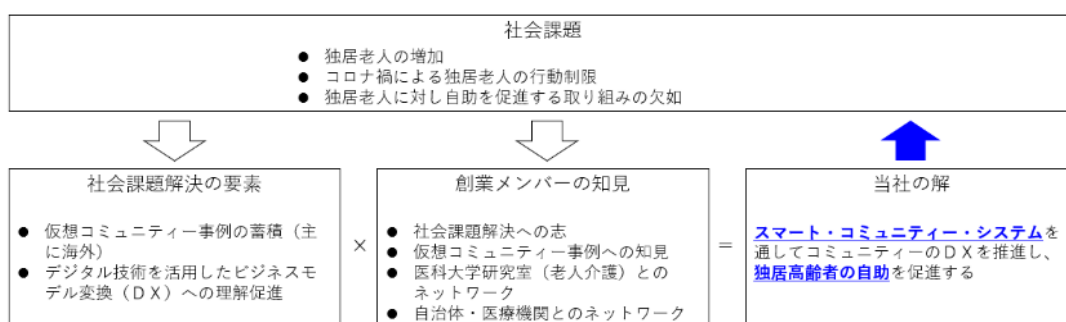 社会課題
● 独居老人の増加
● コロナ禍による独居老人の行動制限
● 独居老人に対し自助を促進する取り組みの欠如
社会課題解決の要素
● 仮想コミュニティー事例の蓄積（主
に海外）
● デジタル技術を活用したビジネスモ
デル変換（ＤＸ）への理解促進
×
創業メンバーの知見
● 社会課題解決への志
● 仮想コミュニティー事例への知見
● 医科大学研究室（老人介護）との
ネットワーク
● 自治体・医療機関とのネットワーク
＝
当社の解
スマート・コミュニティー・システムを
通してコミュニティーのＤＸを推進し、
独居高齢者の自助を促進する